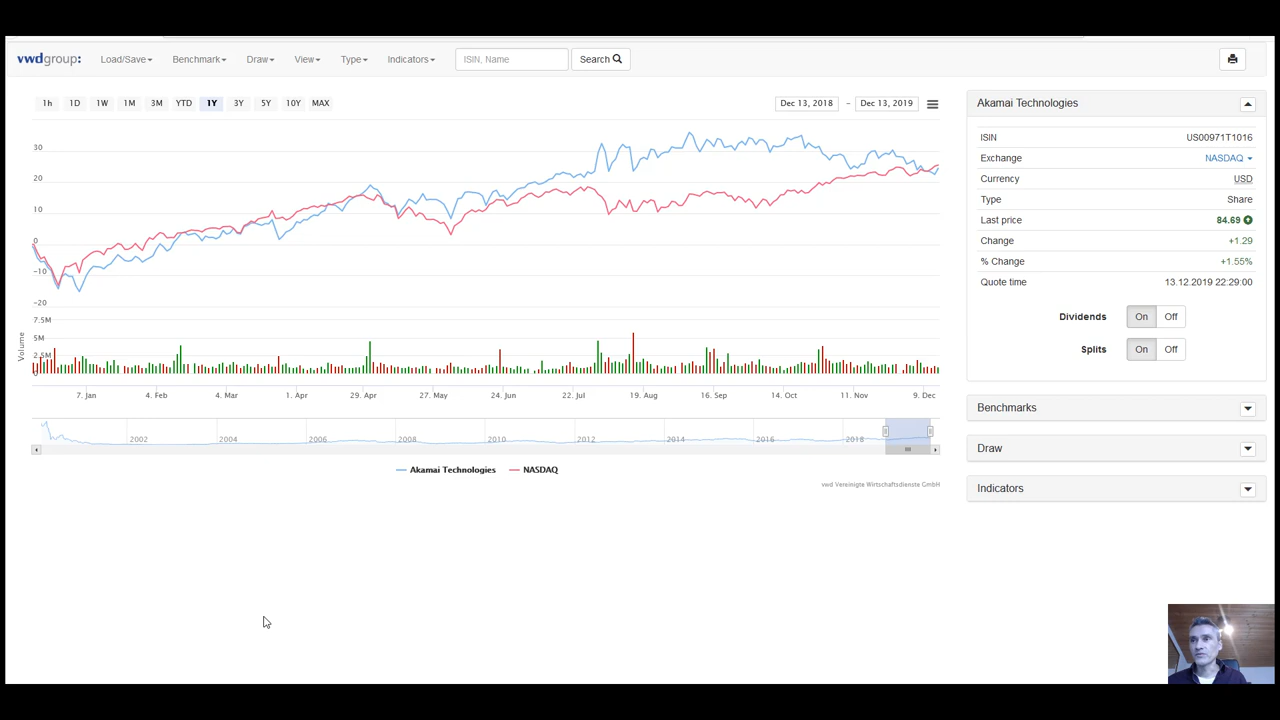 vwdgroup: Load/Save Benchmark Draw View Type Indicators ISIN, Name Search
1h 1D 1W 1M 3M YTD 1Y 3Y 5Y 10Y MAX Dec 13, 2018 – Dec 13, 2019
30
20
10
0
-10
-20
7.5M
5M
2.5M
0
Volume
7. Jan 4. Feb 4. Mar 1. Apr 29. Apr 27. May 24. Jun 22. Jul 19. Aug 16. Sep 14. Oct 11. Nov 9. Dec
2002 2004 2006 2008 2010 2012 2014 2016 2018
Akamai Technologies NASDAQ
vwd Vereinigte Wirtschaftsdienste GmbH
Akamai Technologies
ISIN US00971T1016
Exchange NASDAQ
Currency USD
Type Share
Last price 84.69
Change +1.29
% Change +1.55%
Quote time 13.12.2019 22:29:00
Dividends On Off
Splits On Off
Benchmarks
Draw
Indicators